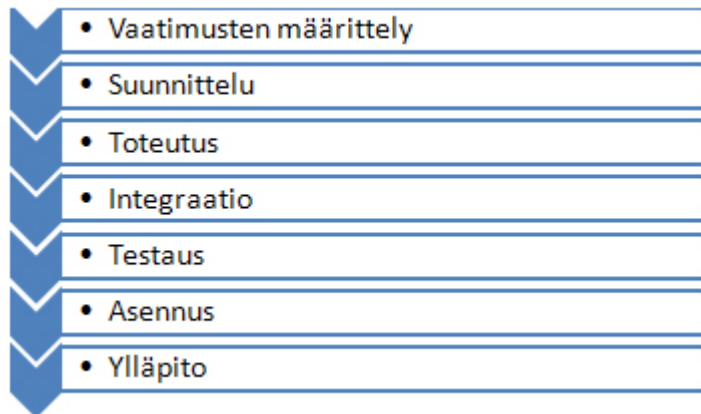 • Vaatimusten määrittely
• Suunnittelu
• Toteutus
• Integraatio
• Testaus
• Asennus
• Ylläpito